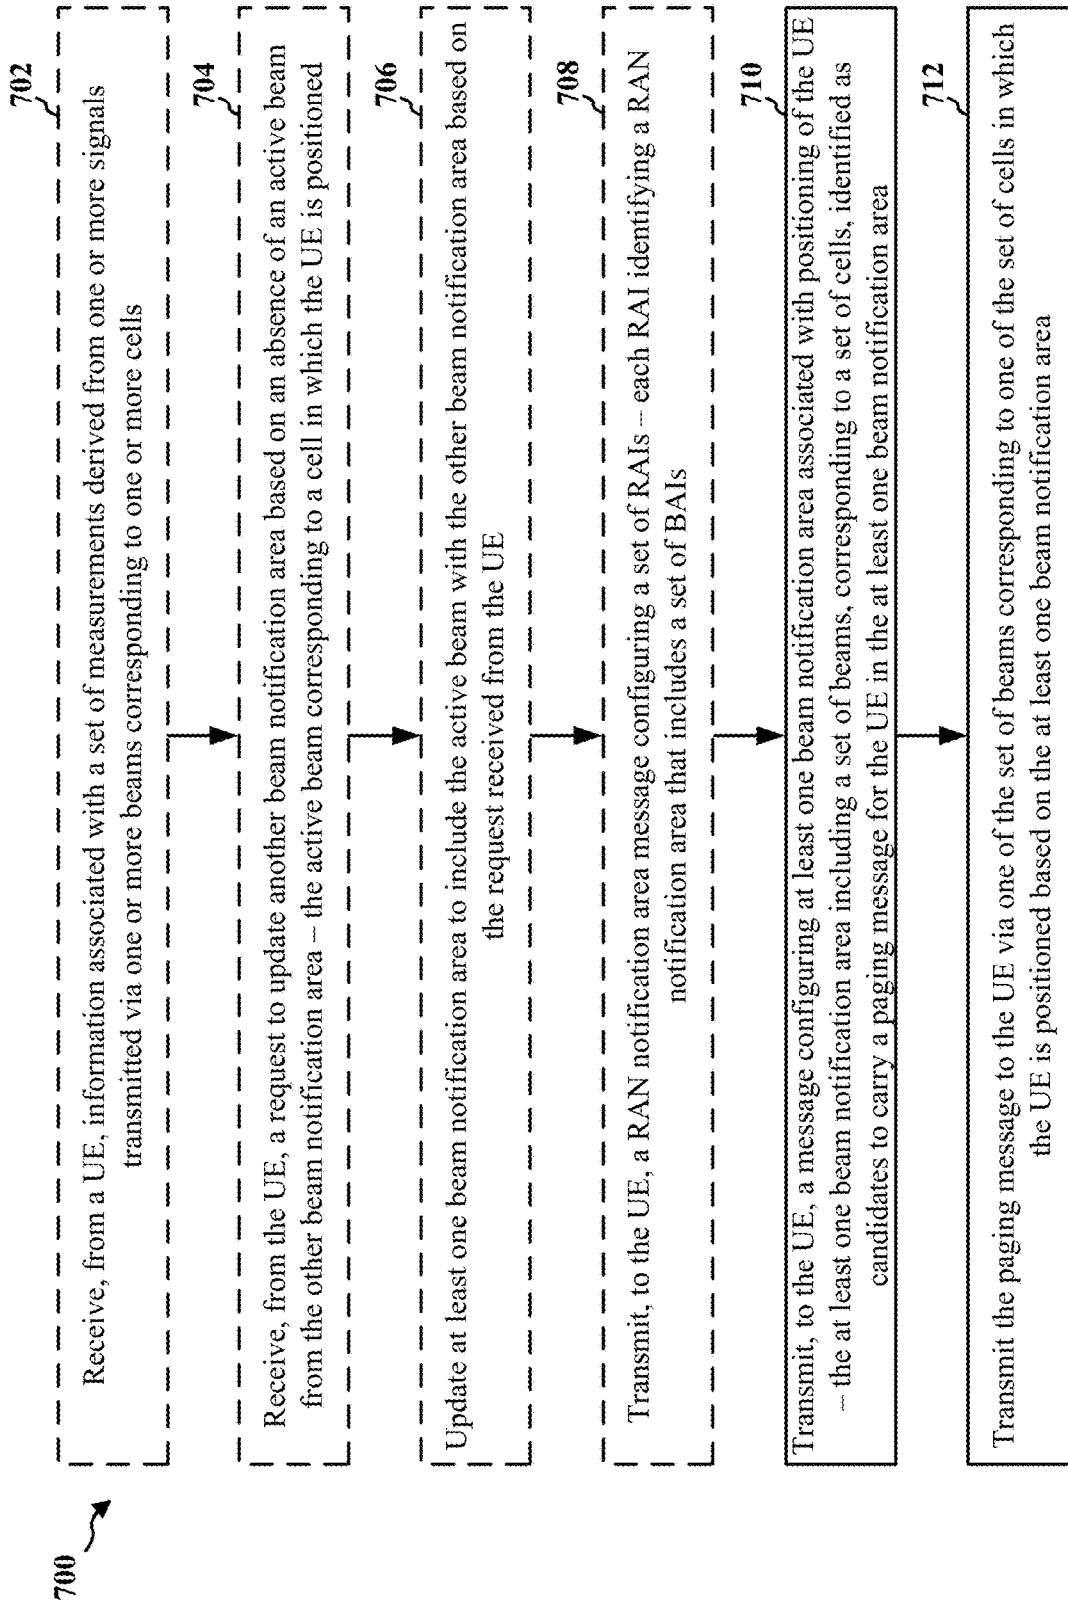 700
702
Receive, from a UE, information associated with a set of measurements derived from one or more signals
transmitted via one or more beams corresponding to one or more cells
704
Receive, from the UE, a request to update another beam notification area based on an absence of an active beam
from the other beam notification area – the active beam corresponding to a cell in which the UE is positioned
706
Update at least one beam notification area to include the active beam with the other beam notification area based on
the request received from the UE
708
Transmit, to the UE, a RAN notification area message configuring a set of RAIs – each RAI identifying a RAN
notification area that includes a set of BAIs
710
Transmit, to the UE, a message configuring at least one beam notification area associated with positioning of the UE
– the at least one beam notification area including a set of beams, corresponding to a set of cells, identified as
candidates to carry a paging message for the UE in the at least one beam notification area
712
Transmit the paging message to the UE via one of the set of beams corresponding to one of the set of cells in which
the UE is positioned based on the at least one beam notification area